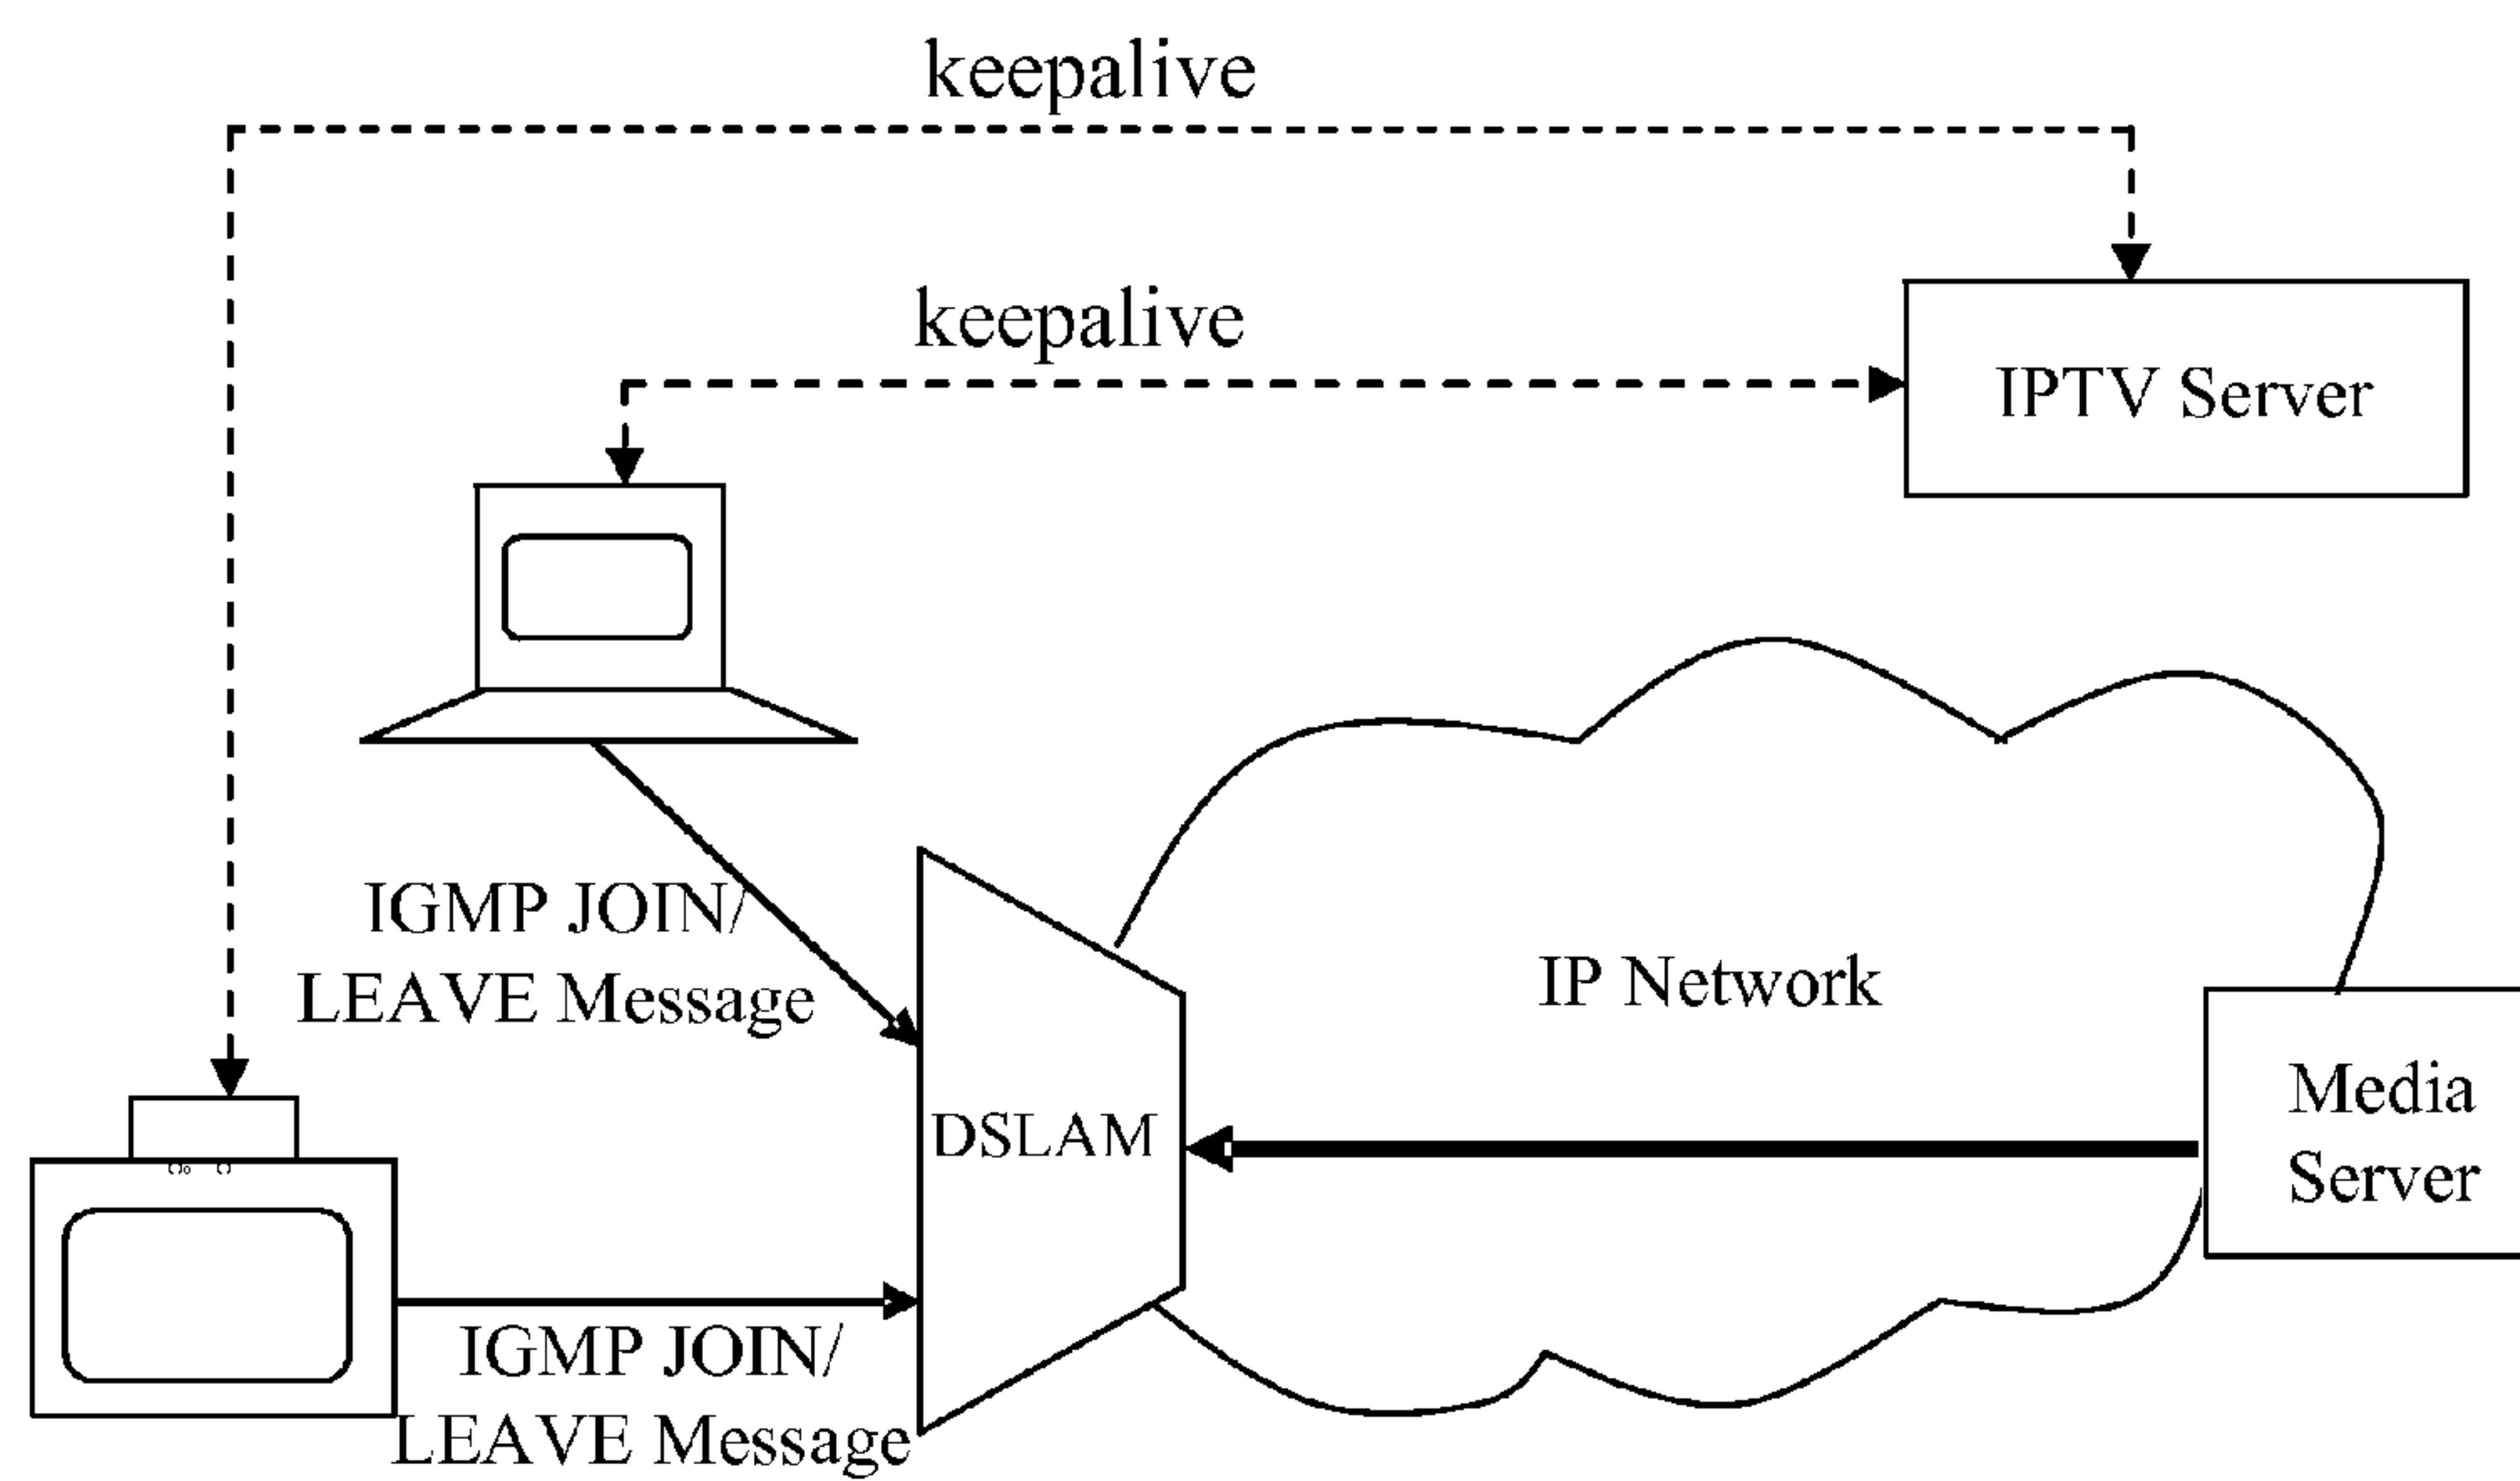 keepalive
keepalive
IPTV Server
IGMP JOIN/
LEAVE Message
IP Network
Media
Server
DSLAM
IGMP JOIN/
LEAVE Message